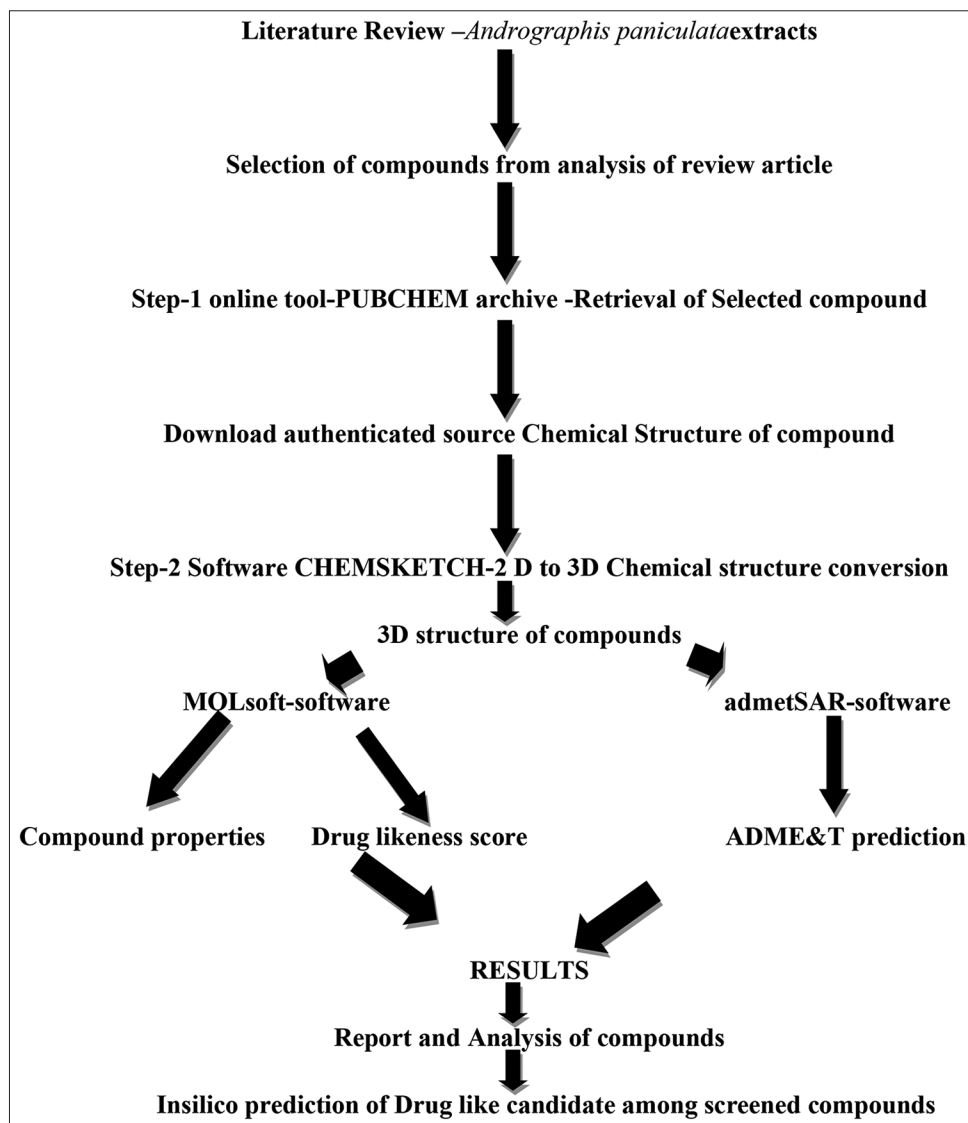 Literature Review –Andrographis paniculataextracts
Selection of compounds from analysis of review article
Step-1 online tool-PUBCHEM archive -Retrieval of Selected compound
Download authenticated source Chemical Structure of compound
Step-2 Software CHEMSKETCH-2 D to 3D Chemical structure conversion
3D structure of compounds
MOLsoft-software
admetSAR-software
Compound properties
Drug likeness score
ADME&T prediction
RESULTS
Report and Analysis of compounds
Insilico prediction of Drug like candidate among screened compounds